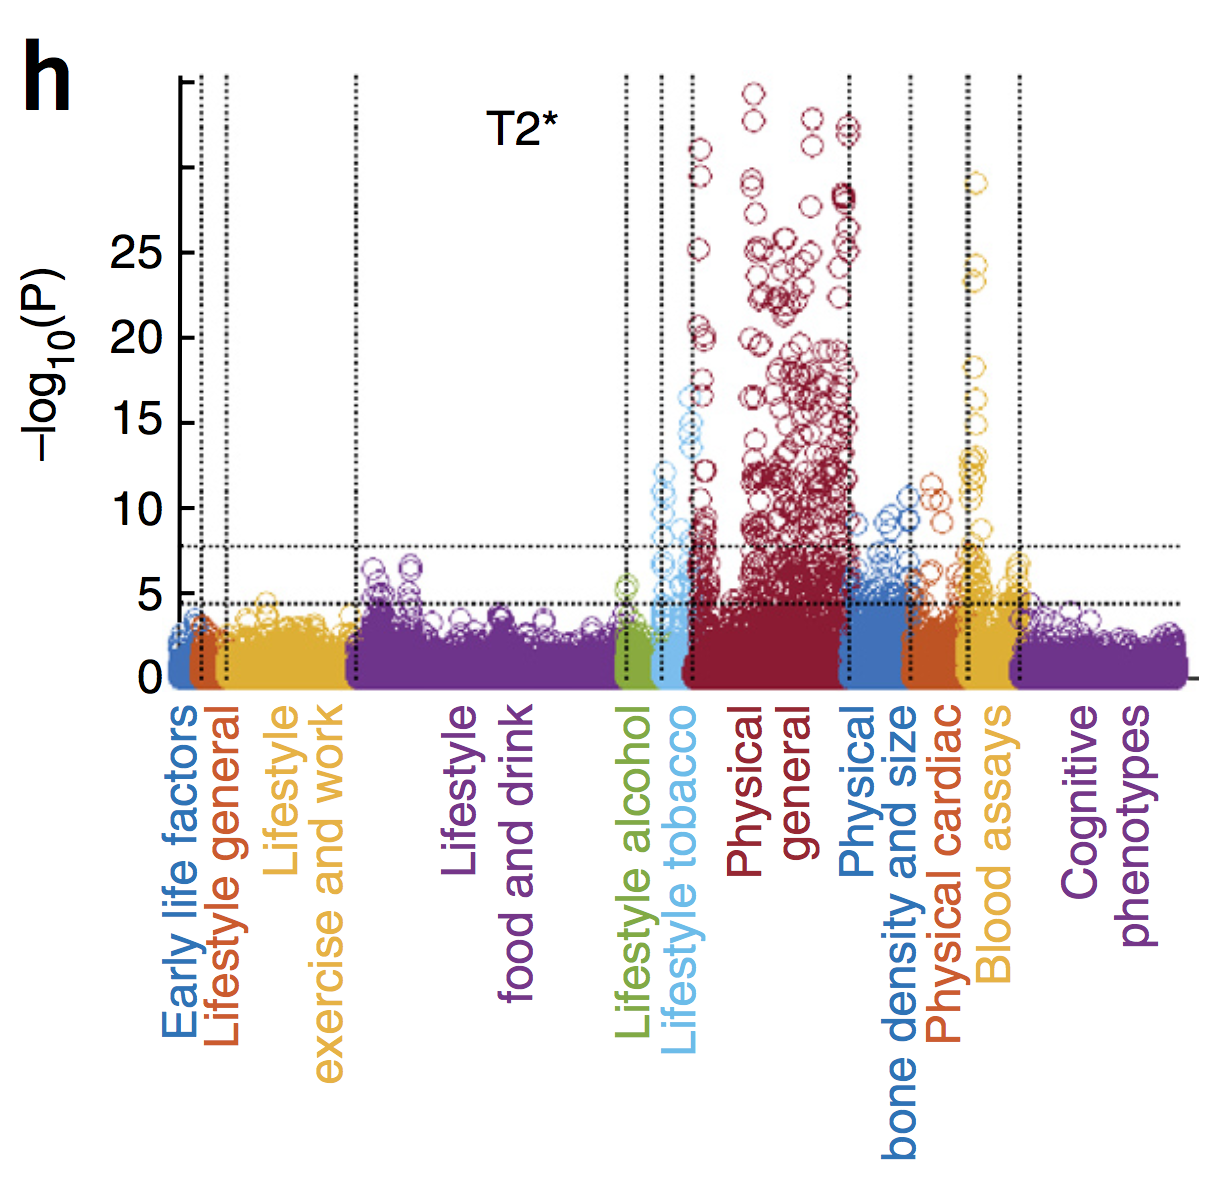 h
T2*
25
20
15
10
5
0
–log10(P)
Early life factors
Lifestyle general
Lifestyle
exercise and work
Lifestyle
food and drink
Lifestyle alcohol
Lifestyle tobacco
Physical
general
Physical
bone density and size
Physical cardiac
Blood assays
Cognitive
phenotypes